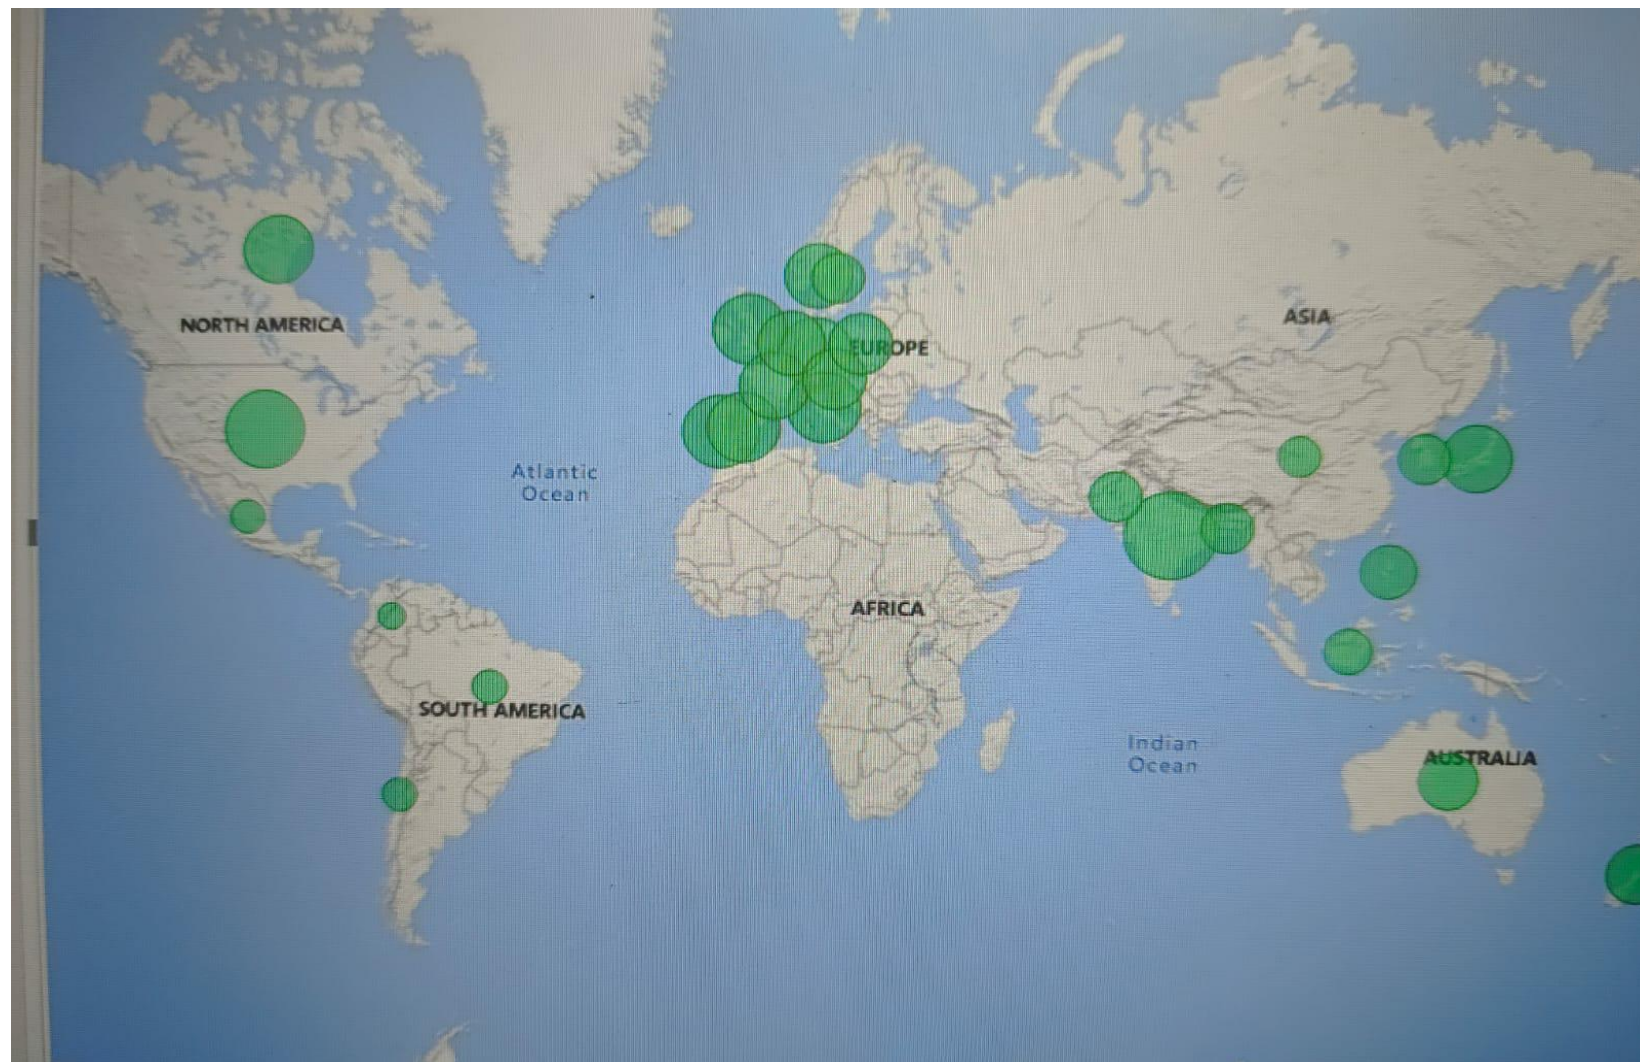 NORTH AMERICA
EUROPE
ASIA
Atlantic
Ocean
AFRICA
SOUTH AMERICA
Indian
Ocean
AUSTRALIA